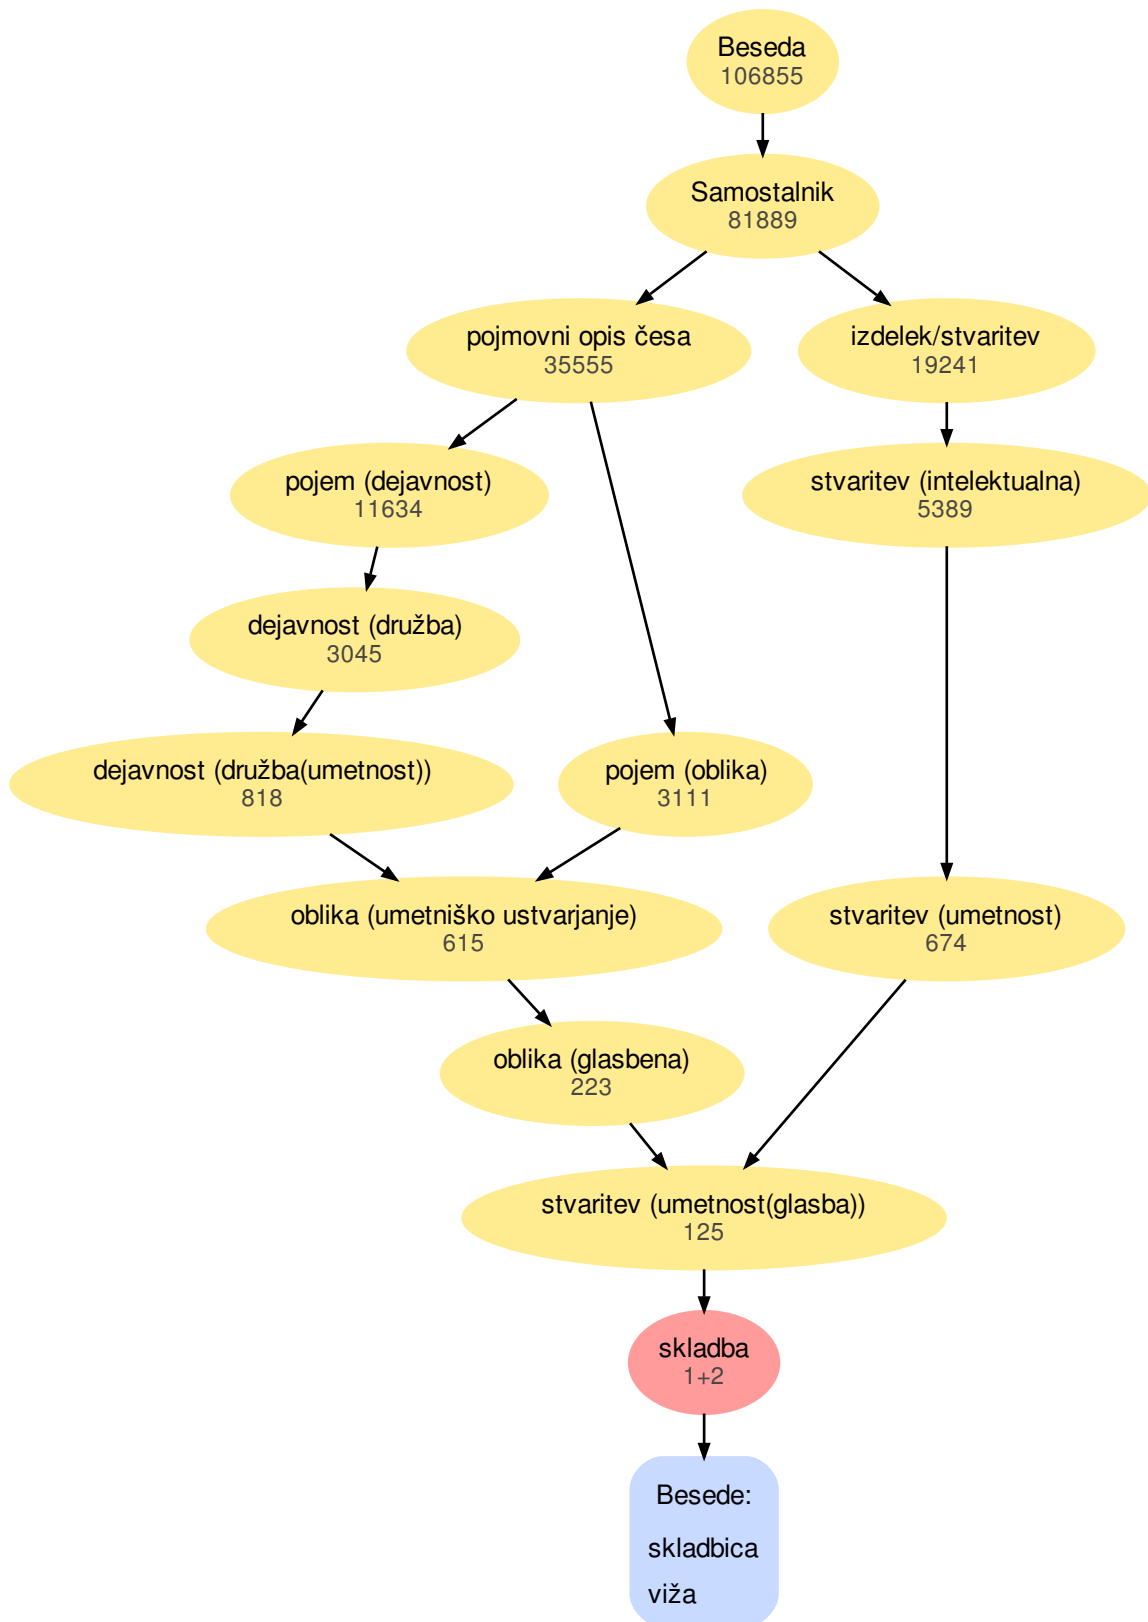 Beseda
106855
Samostalnik
81889
pojmovni opis česa
35555
izdelek/stvaritev
19241
pojem (dejavnost)
11634
stvaritev (intelektualna)
5389
dejavnost (družba)
3045
dejavnost (družba(umetnost))
818
pojem (oblika)
3111
oblika (umetniško ustvarjanje)
615
stvaritev (umetnost)
674
oblika (glasbena)
223
stvaritev (umetnost(glasba))
125
skladba
1+2
Besede:
skladbica
viža